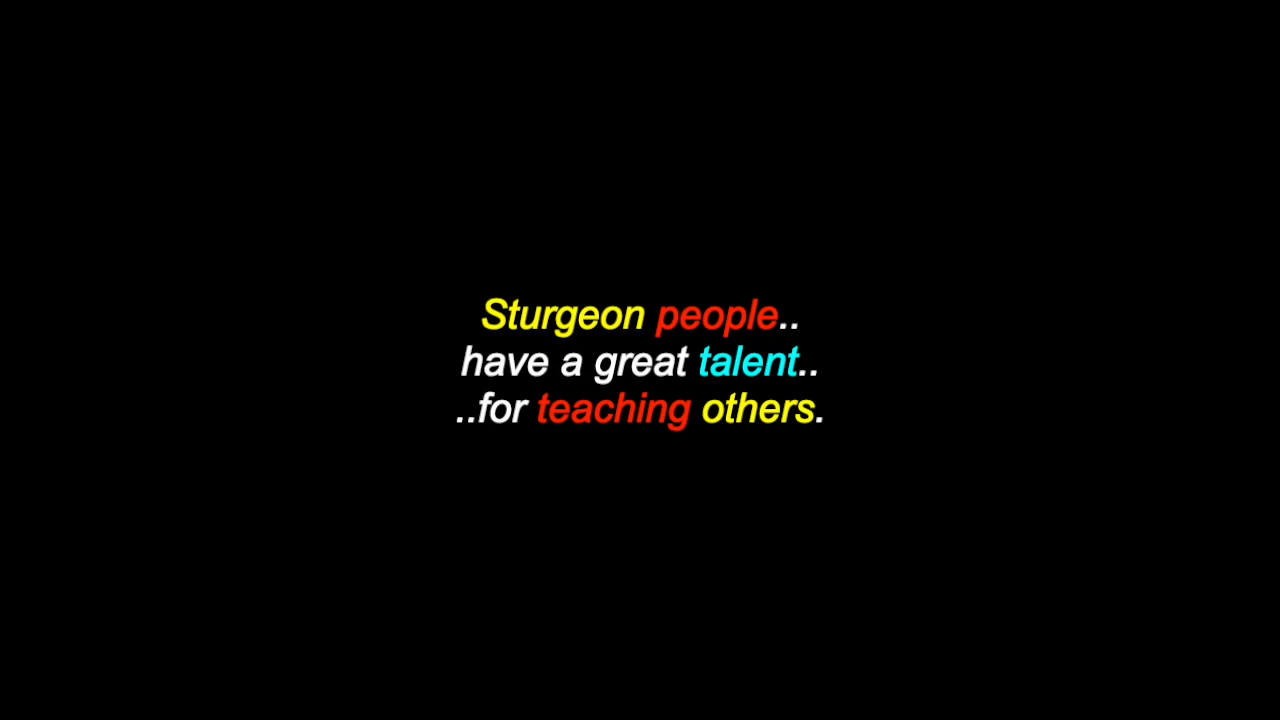 Sturgeon people..
have a great talent..
..for teaching others.